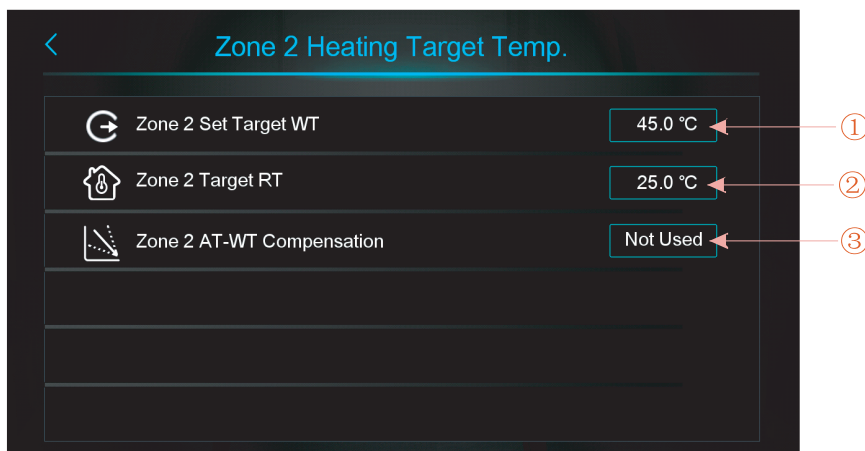 Zone 2 Heating Target Temp.
Zone 2 Set Target WT 45.0 ℃ ①
Zone 2 Target RT 25.0 ℃ ②
Zone 2 AT-WT Compensation Not Used ③